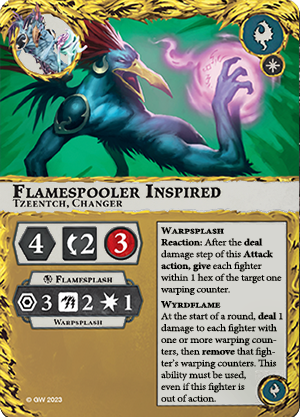 Flamespooler Inspired
Tzeentch, Changer
4 2 3
Flamesplash
3 2 1
Warpsplash
Warpsplash
Reaction: After the deal
damage step of this Attack
action, give each fighter
within 1 hex of the target one
warping counter.
Wyrdflame
At the start of a round, deal 1
damage to each fighter with
one or more warping coun-
ters, then remove that figh-
ter's warping counters. This
ability must be used,
even if this fighter is
out of action.
© GW 2023